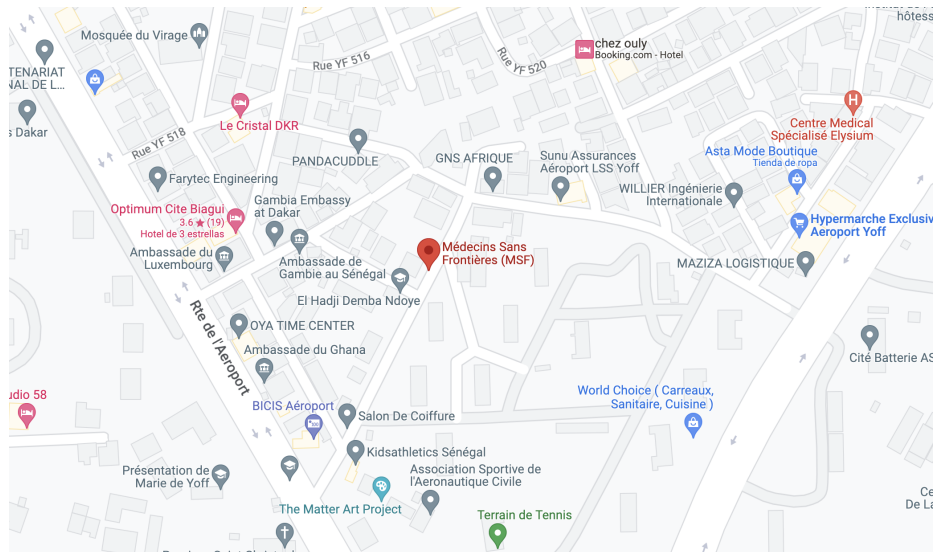 hôtess
Mosquée du Virage
Rue YF 516
Rue YF 520
chez ouly
Booking.com - Hotel
TENARIAT
NAL DE L...
s Dakar
Le Cristal DKR
Rue YF 518
PANDACUDDLE
GNS AFRIQUE
Sunu Assurances
Aéroport LSS Yoff
Centre Medical
Spécialisé Elysium
Asta Mode Boutique
Tienda de ropa
Farytec Engineering
WILLIER Ingénierie
Internationale
Gambia Embassy
at Dakar
Optimum Cite Biagui
3.6 ★ (19)
Hotel de 3 estrellas
Hypermarche Exclusiv
Aeroport Yoff
Ambassade du
Luxembourg
Ambassade de
Gambie au Sénégal
Médecins Sans
Frontières (MSF)
MAZIZA LOGISTIQUE
El Hadji Demba Ndoye
Rte de l'Aeroport
OYA TIME CENTER
Ambassade du Ghana
Cité Batterie AS
udio 58
BICIS Aéroport
Salon De Coiffure
World Choice ( Carreaux,
Sanitaire, Cuisine )
Kidsathletics Sénégal
Présentation de
Marie de Yoff
Association Sportive de
l'Aeronautique Civile
The Matter Art Project
Terrain de Tennis
Ce
De La